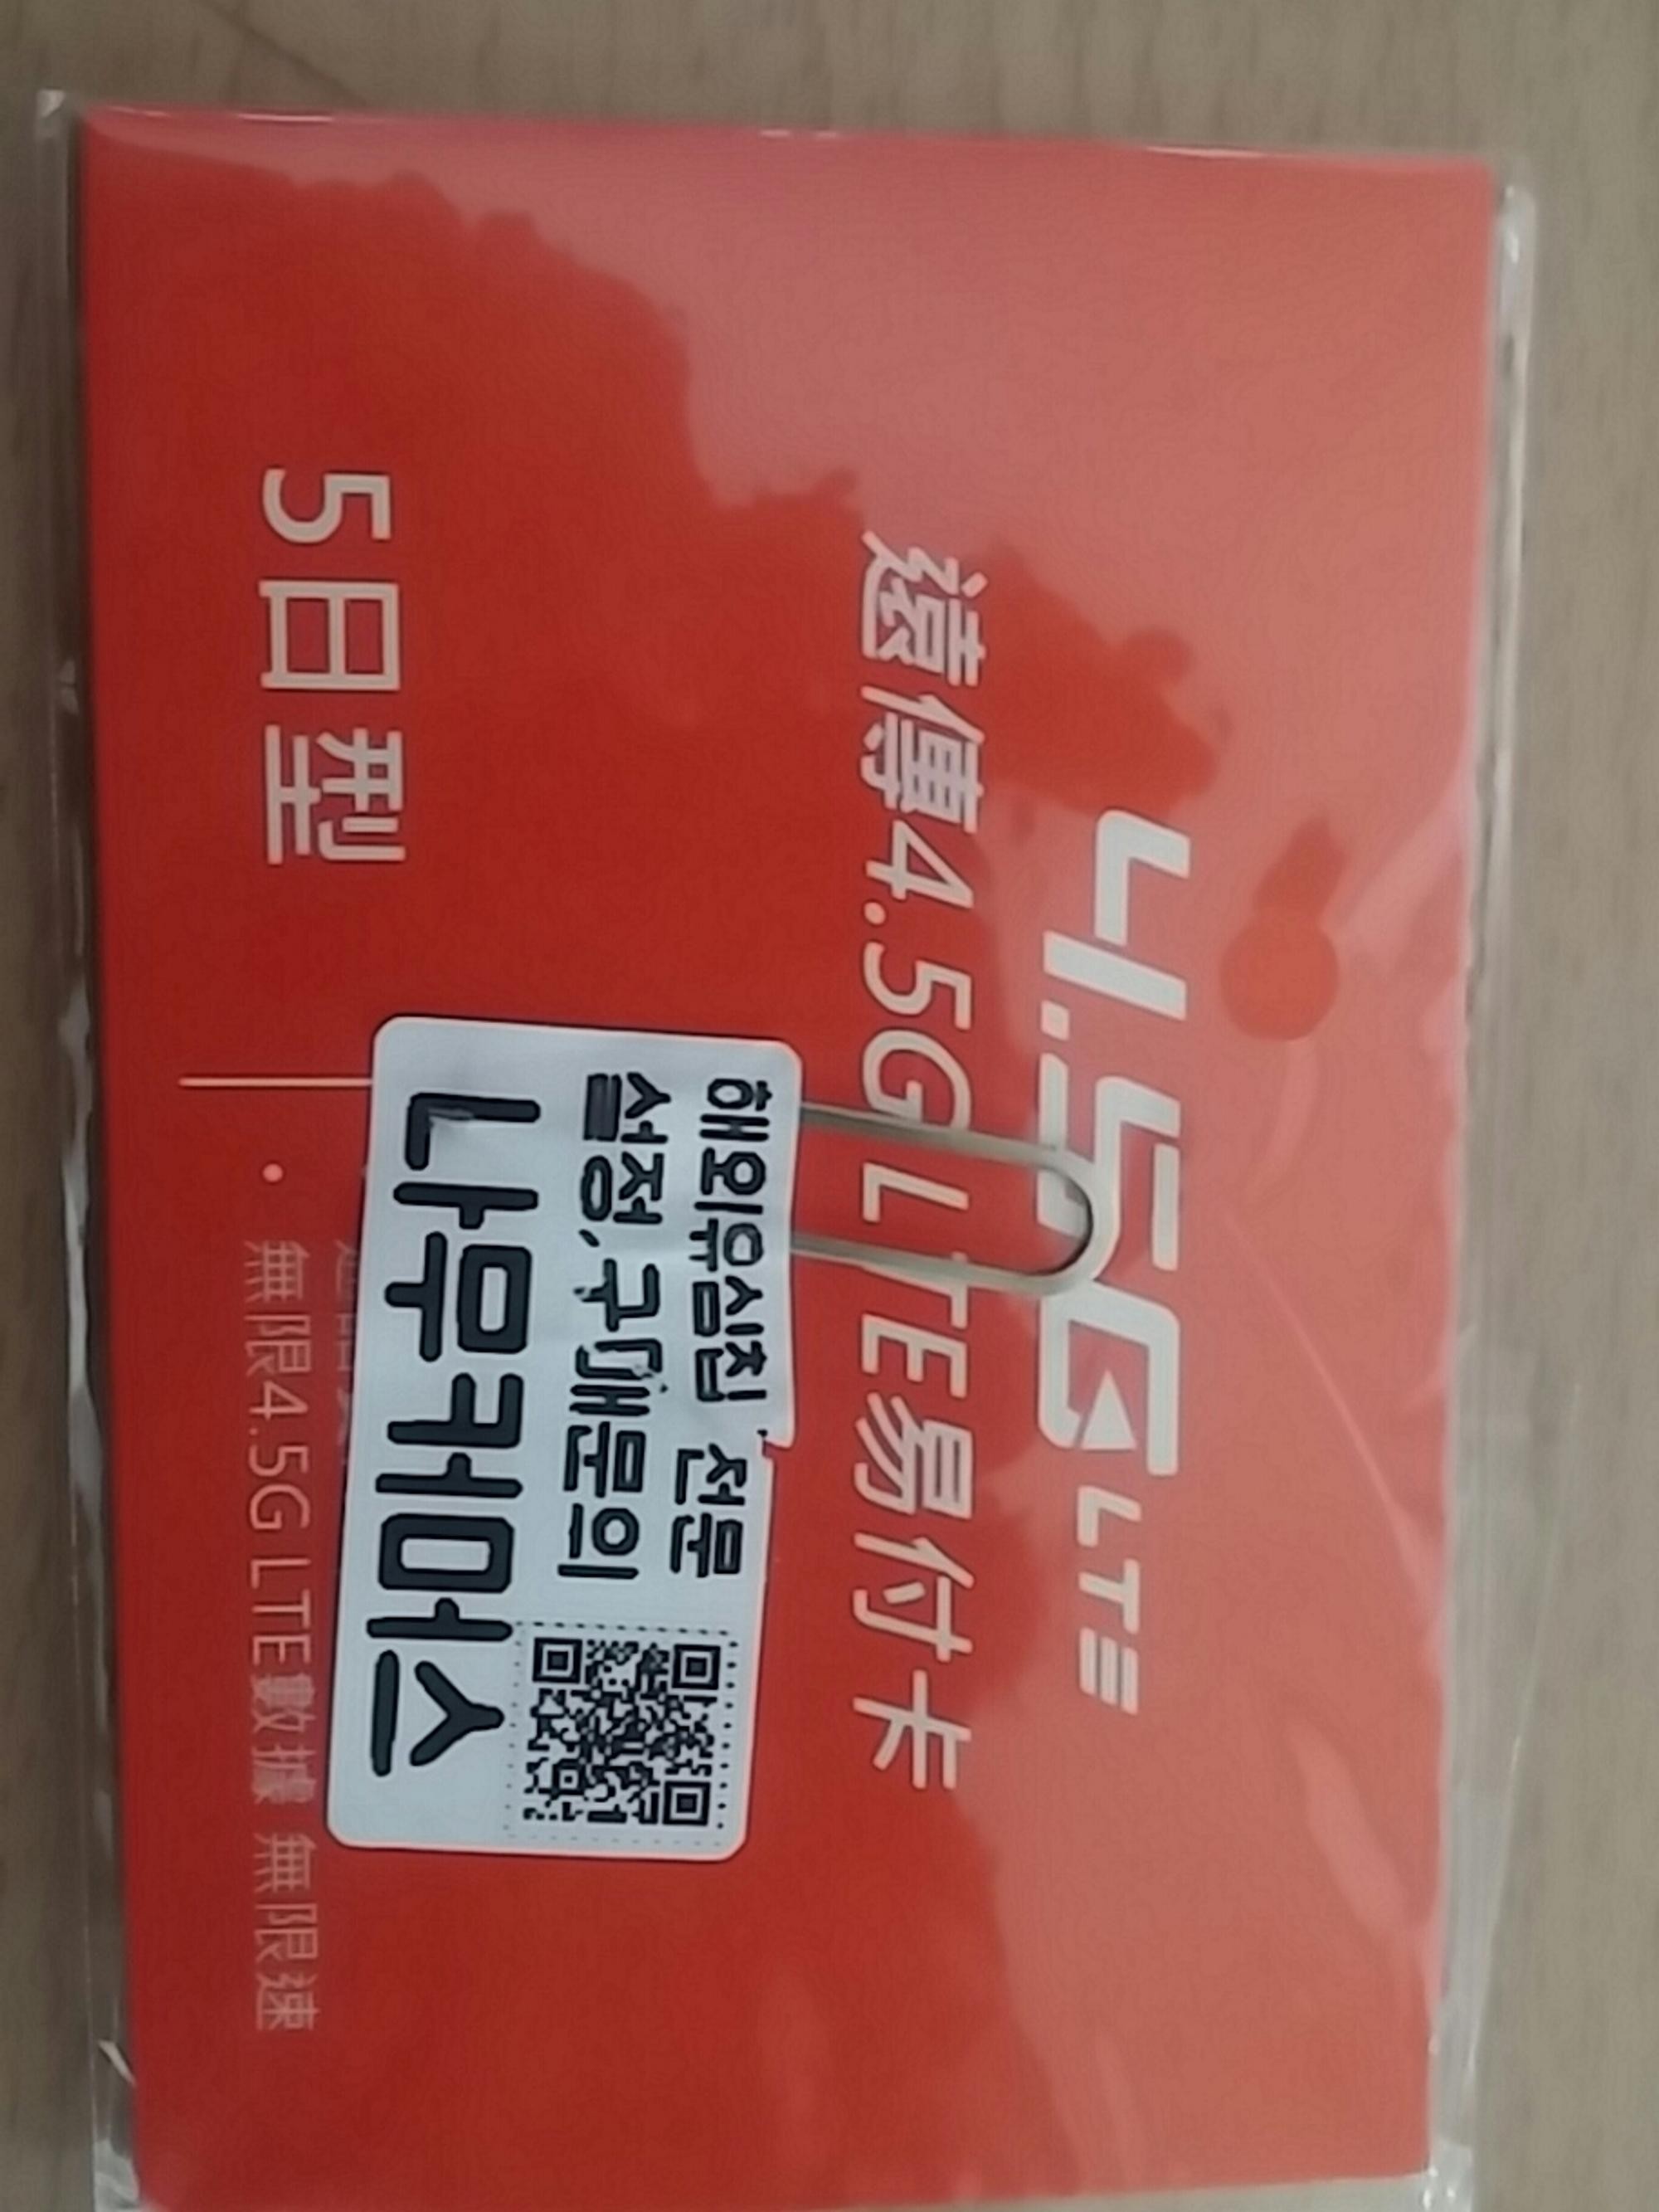 4.5G LTE
遠傳4.5G LTE易付卡
해외유심칩 전문
설정, 구매문의
나무커머스
5日型
• 無限4.5G LTE數據 無限速